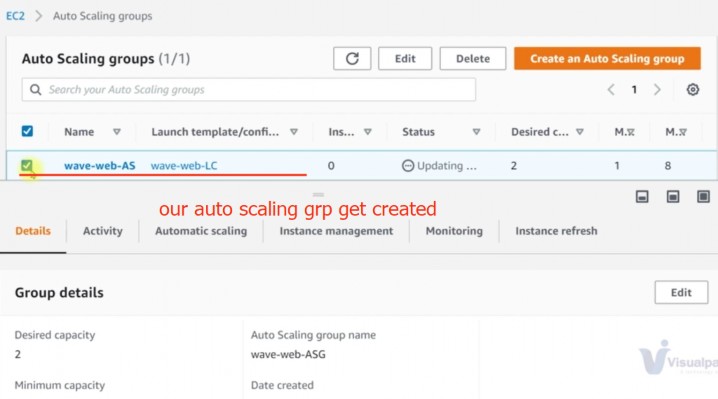 EC2 > Auto Scaling groups
Auto Scaling groups (1/1)
Edit
Delete
Create an Auto Scaling group
Search your Auto Scaling groups
1
Name
Launch template/confi...
Ins...
Status
Desired c...
M...
M...
wave-web-AS
wave-web-LC
0
Updating ...
2
1
8
our auto scaling grp get created
Details
Activity
Automatic scaling
Instance management
Monitoring
Instance refresh
Group details
Edit
Desired capacity
2
Auto Scaling group name
wave-web-ASG
Minimum capacity
Date created
Visualpa